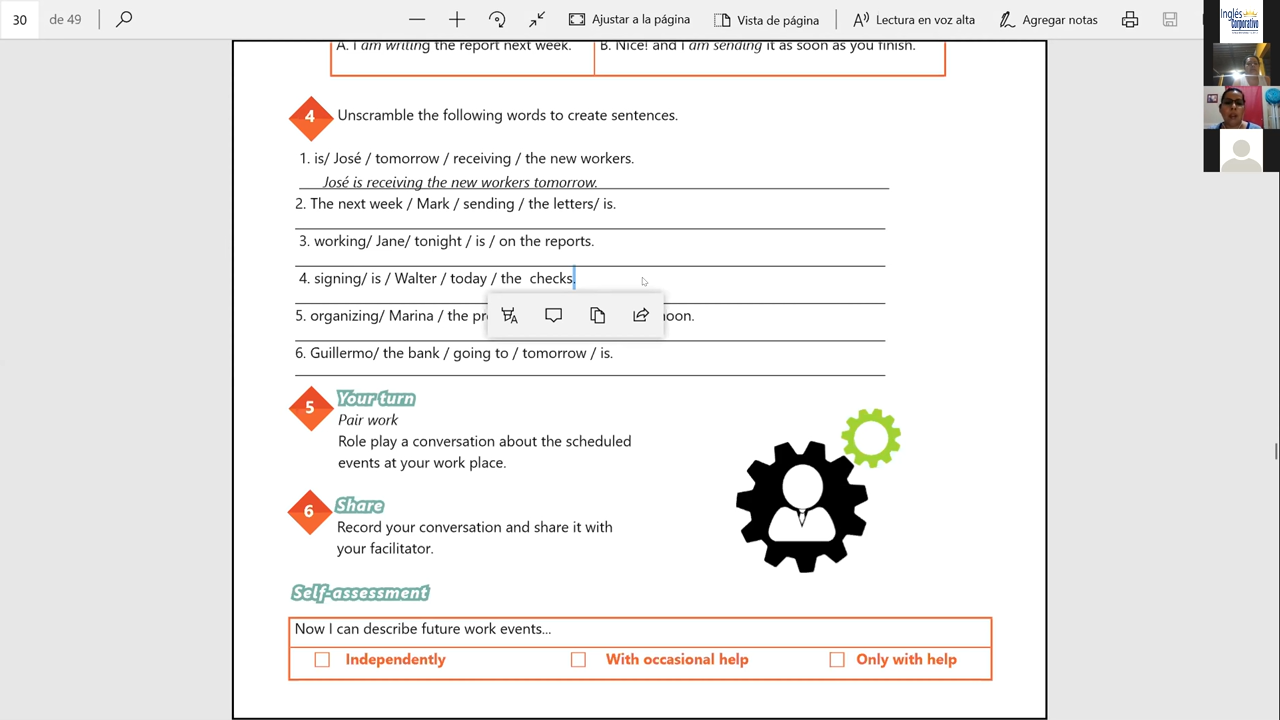 30 de 49 Ajustar a la página Vista de página Lectura en voz alta Agregar notas
Inglés Corporativo
A. I am writing the report next week. B. Nice! and I am sending it as soon as you finish.
4 Unscramble the following words to create sentences.
1. is/ José / tomorrow / receiving / the new workers.
José is receiving the new workers tomorrow.
2. The next week / Mark / sending / the letters/ is.
3. working/ Jane/ tonight / is / on the reports.
4. signing/ is / Walter / today / the checks.
5. organizing/ Marina / the noon.
6. Guillermo/ the bank / going to / tomorrow / is.
5 Your turn
Pair work
Role play a conversation about the scheduled
events at your work place.
6 Share
Record your conversation and share it with
your facilitator.
Self-assessment
Now I can describe future work events...
Independently With occasional help Only with help